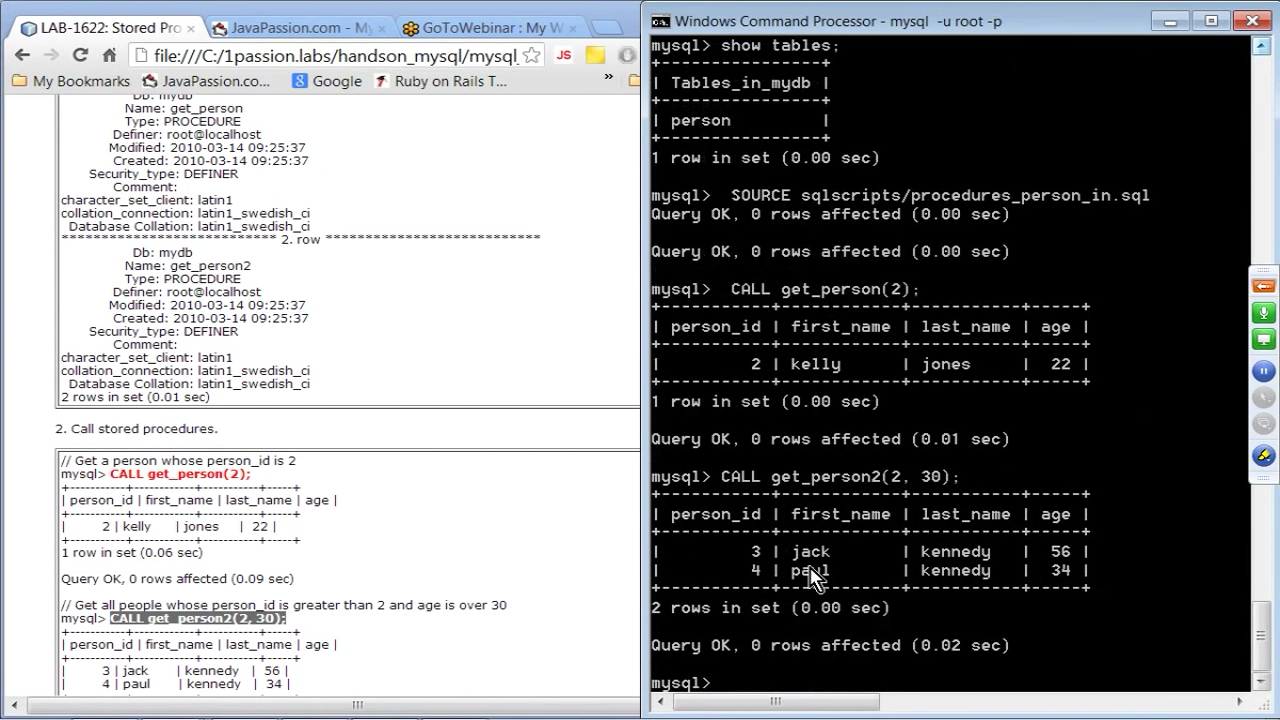 LAB-1622: Stored Pro
JavaPassion.com - My
GoToWebinar : My W
file:///C:/1passion.labs/handson_mysql/mysql_
JS
My Bookmarks
JavaPassion.com...
Google
Ruby on Rails T...
»
Db: mydb
Name: get_person
Type: PROCEDURE
Definer: root@localhost
Modified: 2010-03-14 09:25:37
Created: 2010-03-14 09:25:37
Security_type: DEFINER
Comment:
character_set_client: latin1
collation_connection: latin1_swedish_ci
Database Collation: latin1_swedish_ci
*************************** 2. row ***************************
Db: mydb
Name: get_person2
Type: PROCEDURE
Definer: root@localhost
Modified: 2010-03-14 09:25:37
Created: 2010-03-14 09:25:37
Security_type: DEFINER
Comment:
character_set_client: latin1
collation_connection: latin1_swedish_ci
Database Collation: latin1_swedish_ci
2 rows in set (0.01 sec)
2. Call stored procedures.
// Get a person whose person_id is 2
mysql> CALL get_person(2);
+-----------+------------+-----------+------+
| person_id | first_name | last_name | age |
+-----------+------------+-----------+------+
| 2 | kelly | jones | 22 |
+-----------+------------+-----------+------+
1 row in set (0.06 sec)
Query OK, 0 rows affected (0.09 sec)
// Get all people whose person_id is greater than 2 and age is over 30
mysql> CALL get_person2(2, 30);
+-----------+------------+-----------+------+
| person_id | first_name | last_name | age |
+-----------+------------+-----------+------+
| 3 | jack | kennedy | 56 |
| 4 | paul | kennedy | 34 |
Windows Command Processor - mysql -u root -p
mysql> show tables;
+-----------------+
| Tables_in_mydb |
+-----------------+
| person |
+-----------------+
1 row in set (0.00 sec)
mysql> SOURCE sqlscripts/procedures_person_in.sql
Query OK, 0 rows affected (0.00 sec)
Query OK, 0 rows affected (0.00 sec)
mysql> CALL get_person(2);
+-----------+------------+-----------+-----+
| person_id | first_name | last_name | age |
+-----------+------------+-----------+-----+
| 2 | kelly | jones | 22 |
+-----------+------------+-----------+-----+
1 row in set (0.00 sec)
Query OK, 0 rows affected (0.01 sec)
mysql> CALL get_person2(2, 30);
+-----------+------------+-----------+-----+
| person_id | first_name | last_name | age |
+-----------+------------+-----------+-----+
| 3 | jack | kennedy | 56 |
| 4 | paul | kennedy | 34 |
+-----------+------------+-----------+-----+
2 rows in set (0.00 sec)
Query OK, 0 rows affected (0.02 sec)
mysql>